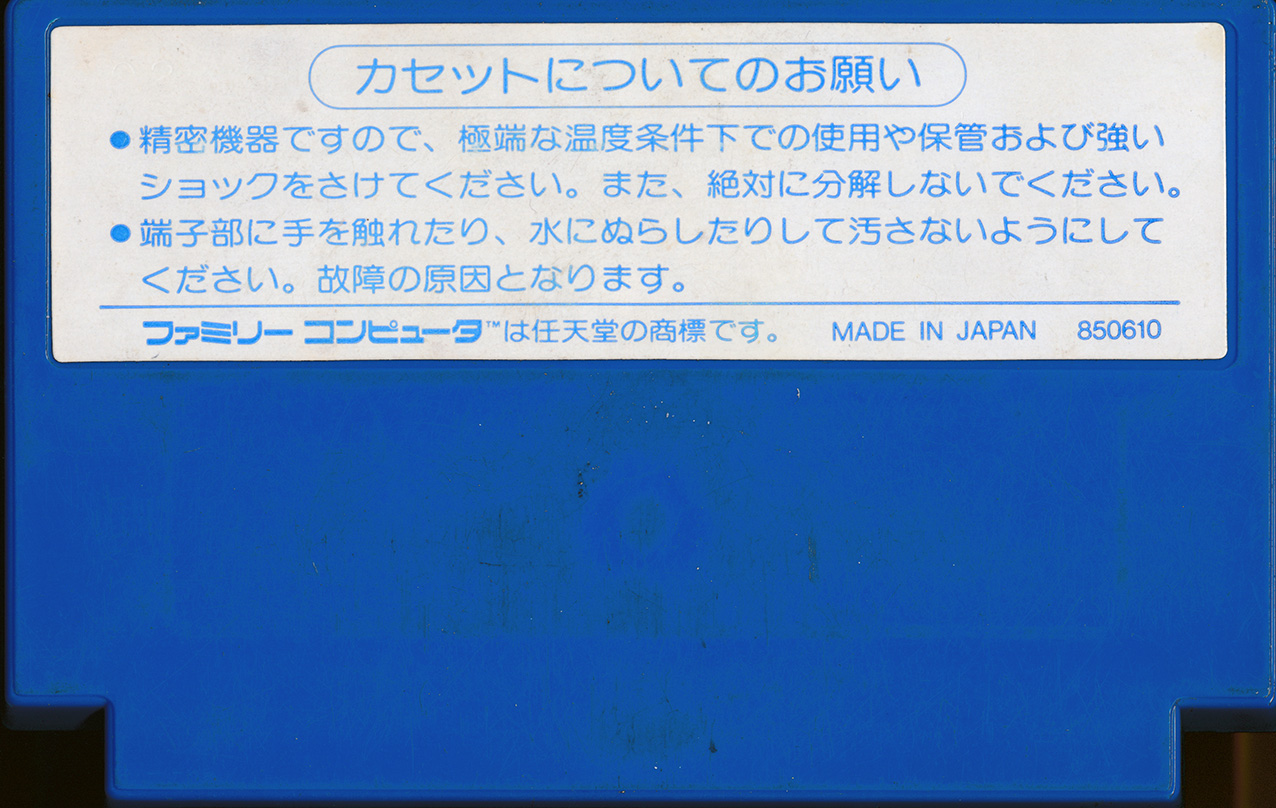 カセットについてのお願い
●精密機器ですので、極端な温度条件下での使用や保管および強い
ショックをさけてください。また、絶対に分解しないでください。
●端子部に手を触れたり、水にぬらしたりして汚さないようにして
ください。故障の原因となります。
ファミリー コンピュータ™は任天堂の商標です。 MADE IN JAPAN 850610